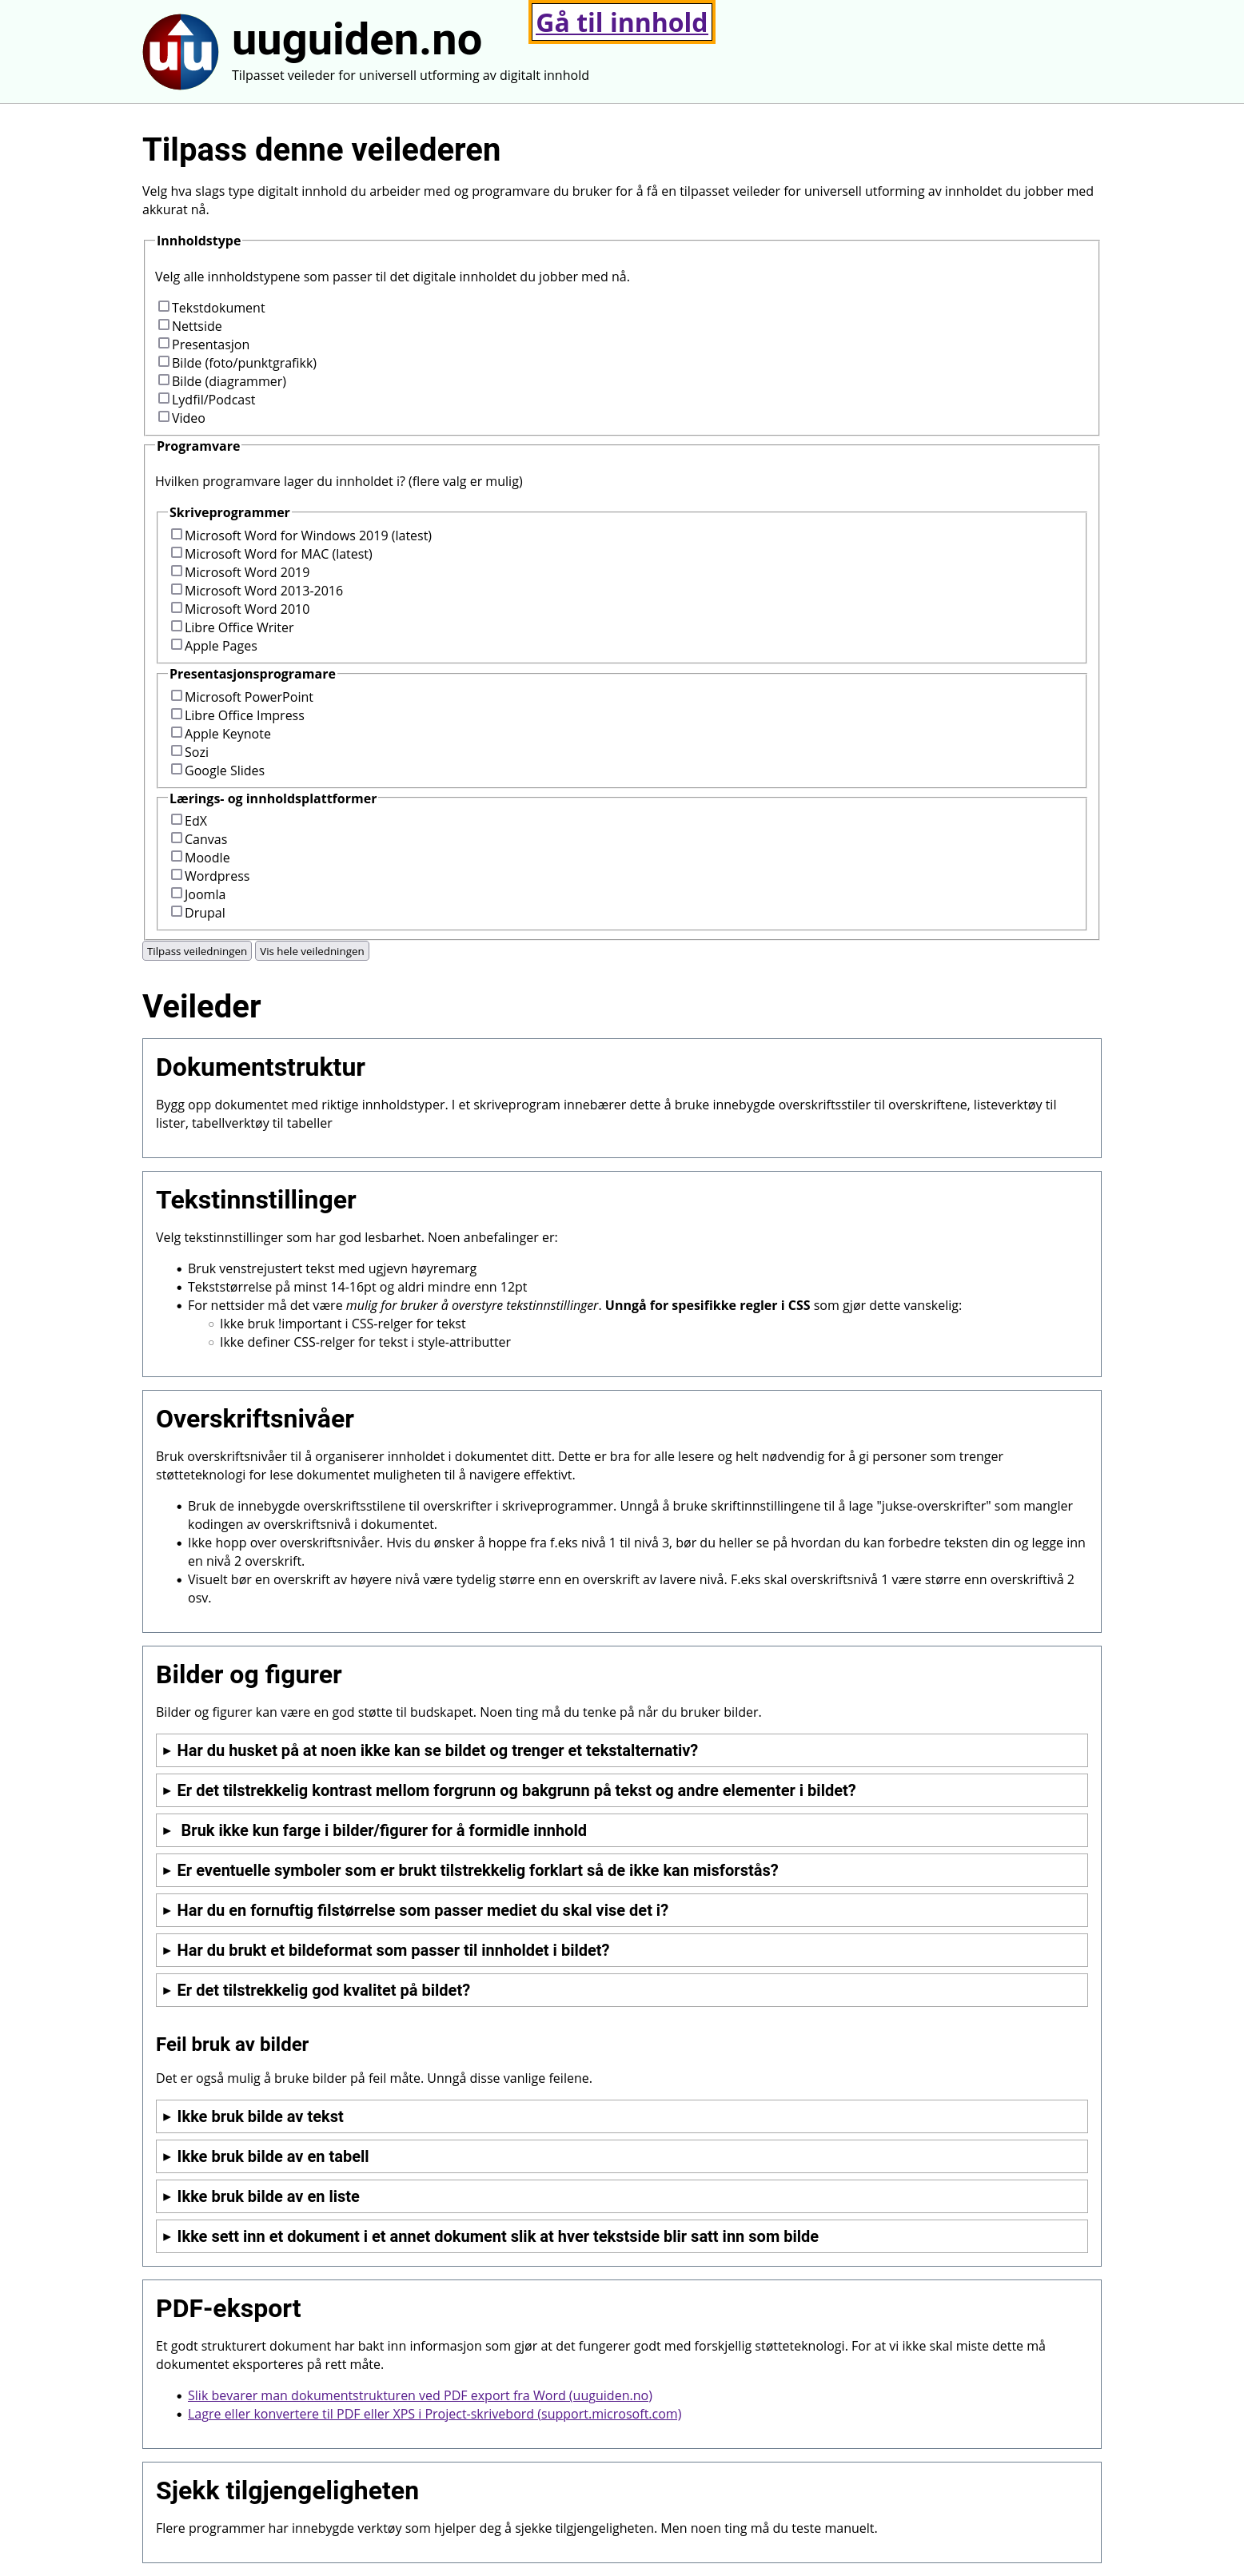 uu
uuguiden.no
Gå til innhold
Tilpasset veileder for universell utforming av digitalt innhold
Tilpass denne veilederen
Velg hva slags type digitalt innhold du arbeider med og programvare du bruker for å få en tilpasset veileder for universell utforming av innholdet du jobber med
akkurat nå.
Innholdstype
Velg alle innholdstypene som passer til det digitale innholdet du jobber med nå.
Tekstdokument
Nettside
Presentasjon
Bilde (foto/punktgrafikk)
Bilde (diagrammer)
Lydfil/Podcast
Video
Programvare
Hvilken programvare lager du innholdet i? (flere valg er mulig)
Skriveprogrammer
Microsoft Word for Windows 2019 (latest)
Microsoft Word for MAC (latest)
Microsoft Word 2019
Microsoft Word 2013-2016
Microsoft Word 2010
Libre Office Writer
Apple Pages
Presentasjonsprogramare
Microsoft PowerPoint
Libre Office Impress
Apple Keynote
Sozi
Google Slides
Lærings- og innholdsplattformer
EdX
Canvas
Moodle
Wordpress
Joomla
Drupal
Tilpass veiledningen Vis hele veiledningen
Veileder
Dokumentstruktur
Bygg opp dokumentet med riktige innholdstyper. I et skriveprogram innebærer dette å bruke innebygde overskriftsstiler til overskriftene, listeverktøy til
lister, tabellverktøy til tabeller
Tekstinnstillinger
Velg tekstinnstillinger som har god lesbarhet. Noen anbefalinger er:
• Bruk venstrejustert tekst med ugjevn høyremarg
• Tekststørrelse på minst 14-16pt og aldri mindre enn 12pt
• For nettsider må det være mulig for bruker å overstyre tekstinnstillinger. Unngå for spesifikke regler i CSS som gjør dette vanskelig:
◦ Ikke bruk !important i CSS-relger for tekst
◦ Ikke definer CSS-relger for tekst i style-attributter
Overskriftsnivåer
Bruk overskriftsnivåer til å organiserer innholdet i dokumentet ditt. Dette er bra for alle lesere og helt nødvendig for å gi personer som trenger
støtteteknologi for lese dokumentet muligheten til å navigere effektivt.
• Bruk de innebygde overskriftsstilene til overskrifter i skriveprogrammer. Unngå å bruke skriftinnstillingene til å lage "jukse-overskrifter" som mangler
kodingen av overskriftsnivå i dokumentet.
• Ikke hopp over overskriftsnivåer. Hvis du ønsker å hoppe fra f.eks nivå 1 til nivå 3, bør du heller se på hvordan du kan forbedre teksten din og legge inn
en nivå 2 overskrift.
• Visuelt bør en overskrift av høyere nivå være tydelig større enn en overskrift av lavere nivå. F.eks skal overskriftsnivå 1 være større enn overskriftivå 2
osv.
Bilder og figurer
Bilder og figurer kan være en god støtte til budskapet. Noen ting må du tenke på når du bruker bilder.
▸ Har du husket på at noen ikke kan se bildet og trenger et tekstalternativ?
▸ Er det tilstrekkelig kontrast mellom forgrunn og bakgrunn på tekst og andre elementer i bildet?
▸ Bruk ikke kun farge i bilder/figurer for å formidle innhold
▸ Er eventuelle symboler som er brukt tilstrekkelig forklart så de ikke kan misforstås?
▸ Har du en fornuftig filstørrelse som passer mediet du skal vise det i?
▸ Har du brukt et bildeformat som passer til innholdet i bildet?
▸ Er det tilstrekkelig god kvalitet på bildet?
Feil bruk av bilder
Det er også mulig å bruke bilder på feil måte. Unngå disse vanlige feilene.
▸ Ikke bruk bilde av tekst
▸ Ikke bruk bilde av en tabell
▸ Ikke bruk bilde av en liste
▸ Ikke sett inn et dokument i et annet dokument slik at hver tekstside blir satt inn som bilde
PDF-eksport
Et godt strukturert dokument har bakt inn informasjon som gjør at det fungerer godt med forskjellig støtteteknologi. For at vi ikke skal miste dette må
dokumentet eksporteres på rett måte.
• Slik bevarer man dokumentstrukturen ved PDF export fra Word (uuguiden.no)
• Lagre eller konvertere til PDF eller XPS i Project-skrivebord (support.microsoft.com)
Sjekk tilgjengeligheten
Flere programmer har innebygde verktøy som hjelper deg å sjekke tilgjengeligheten. Men noen ting må du teste manuelt.